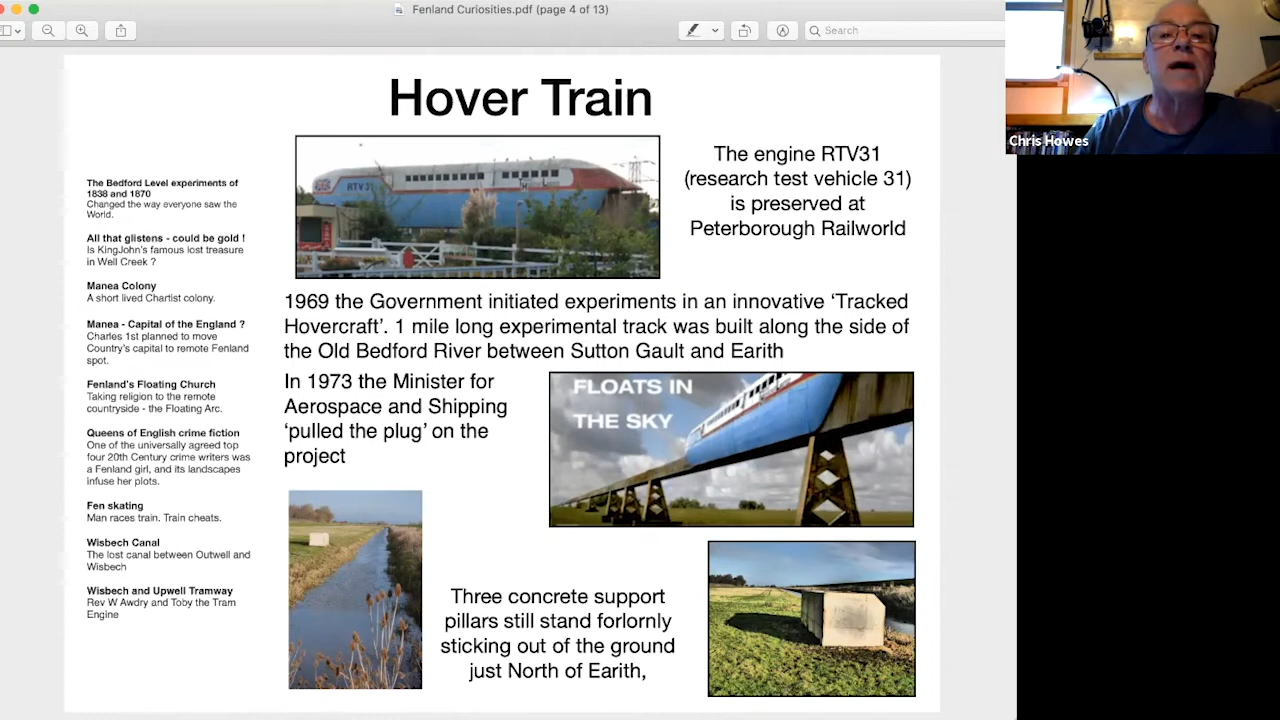 Fenland Curiosities.pdf (page 4 of 13)
Search
Chris Howes
Hover Train
The engine RTV31
(research test vehicle 31)
is preserved at
Peterborough Railworld
RTV31
1969 the Government initiated experiments in an innovative ‘Tracked
Hovercraft’. 1 mile long experimental track was built along the side of
the Old Bedford River between Sutton Gault and Earith
In 1973 the Minister for
Aerospace and Shipping
‘pulled the plug’ on the
project
FLOATS IN
THE SKY
Three concrete support
pillars still stand forlornly
sticking out of the ground
just North of Earith,
The Bedford Level experiments of
1838 and 1870
Changed the way everyone saw the
World.
All that glistens - could be gold !
Is KingJohn's famous lost treasure
in Well Creek ?
Manea Colony
A short lived Chartist colony.
Manea - Capital of the England ?
Charles 1st planned to move
Country's capital to remote Fenland
spot.
Fenland's Floating Church
Taking religion to the remote
countryside - the Floating Arc.
Queens of English crime fiction
One of the universally agreed top
four 20th Century crime writers was
a Fenland girl, and its landscapes
infuse her plots.
Fen skating
Man races train. Train cheats.
Wisbech Canal
The lost canal between Outwell and
Wisbech
Wisbech and Upwell Tramway
Rev W Awdry and Toby the Tram
Engine